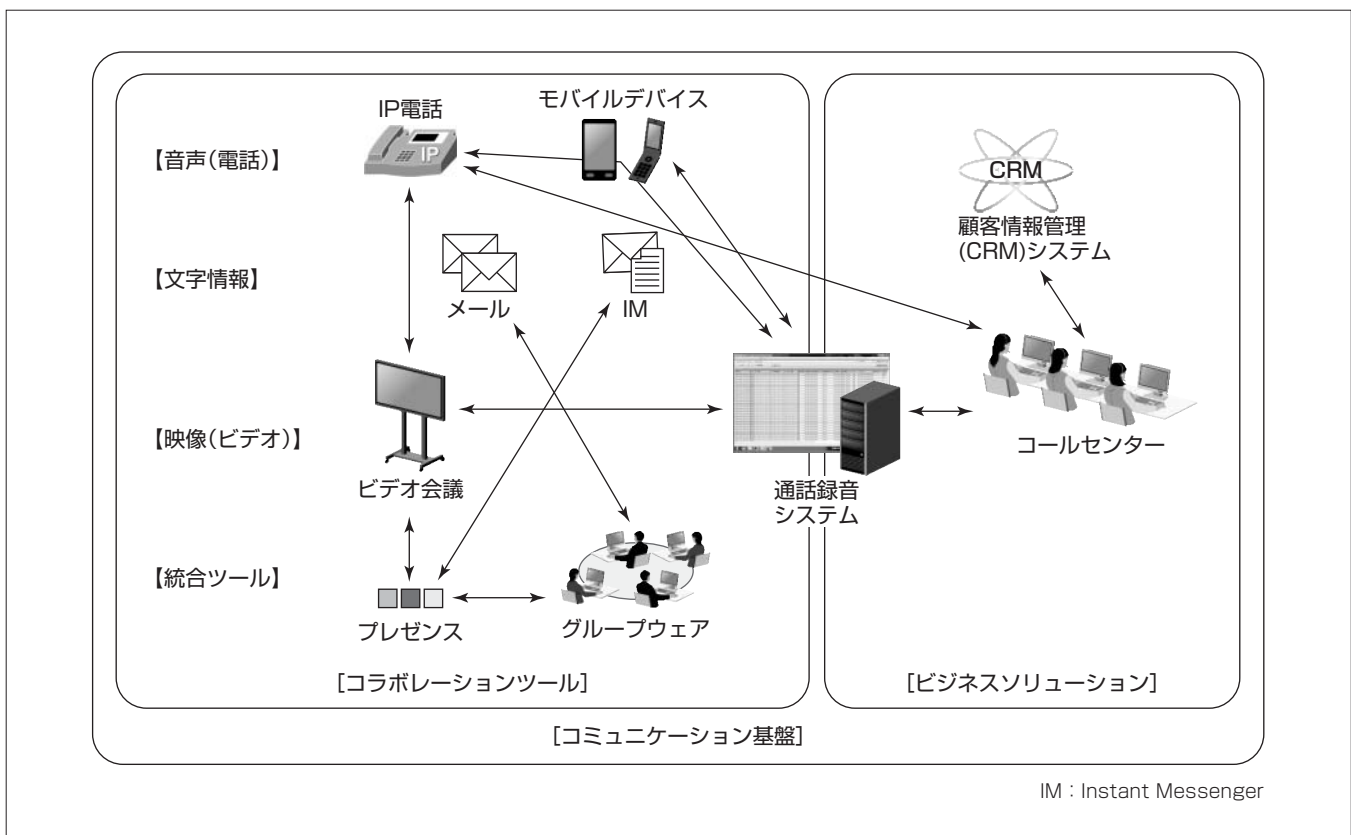 IP電話
モバイルデバイス
【音声(電話)】
IP
CRM
顧客情報管理
(CRM)システム
【文字情報】
メール
IM
【映像(ビデオ)】
ビデオ会議
通話録音
システム
コールセンター
【統合ツール】
プレゼンス
グループウェア
[コラボレーションツール]
[ビジネスソリューション]
[コミュニケーション基盤]
IM：Instant Messenger